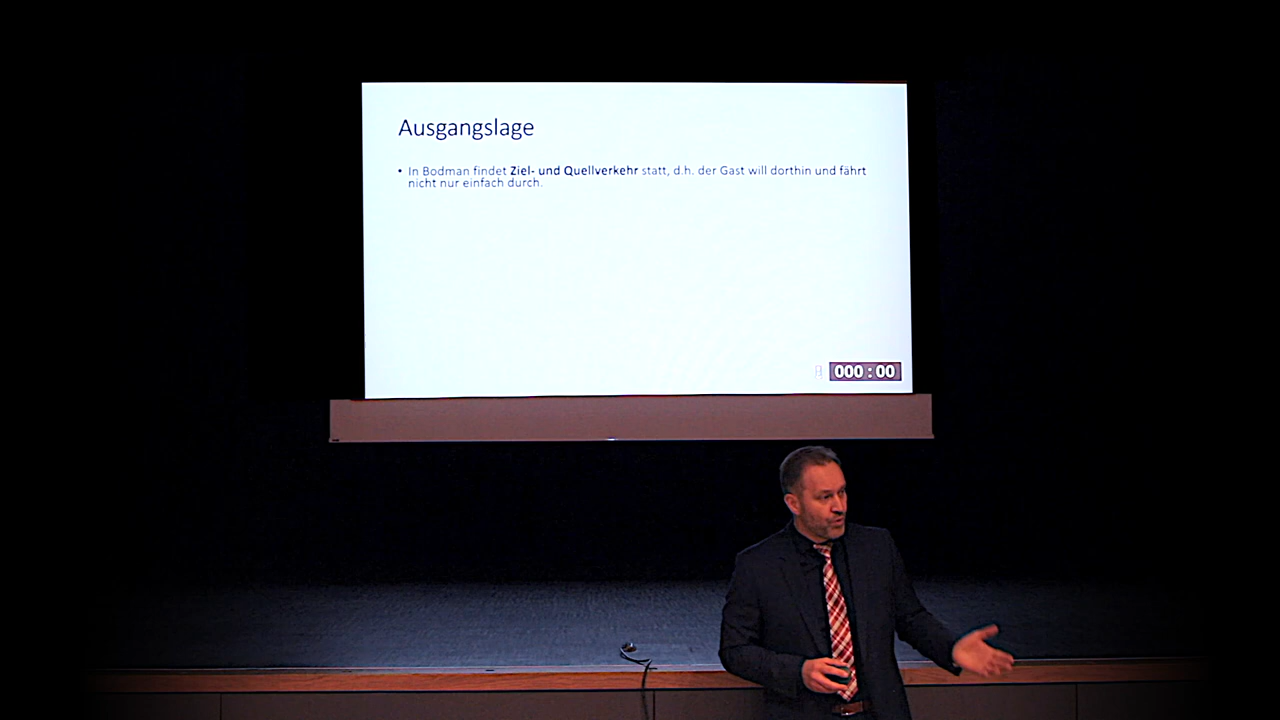 Ausgangslage
• In Bodman findet Ziel- und Quellverkehr statt, d.h. der Gast will dorthin und fährt
nicht nur einfach durch.
000 : 00